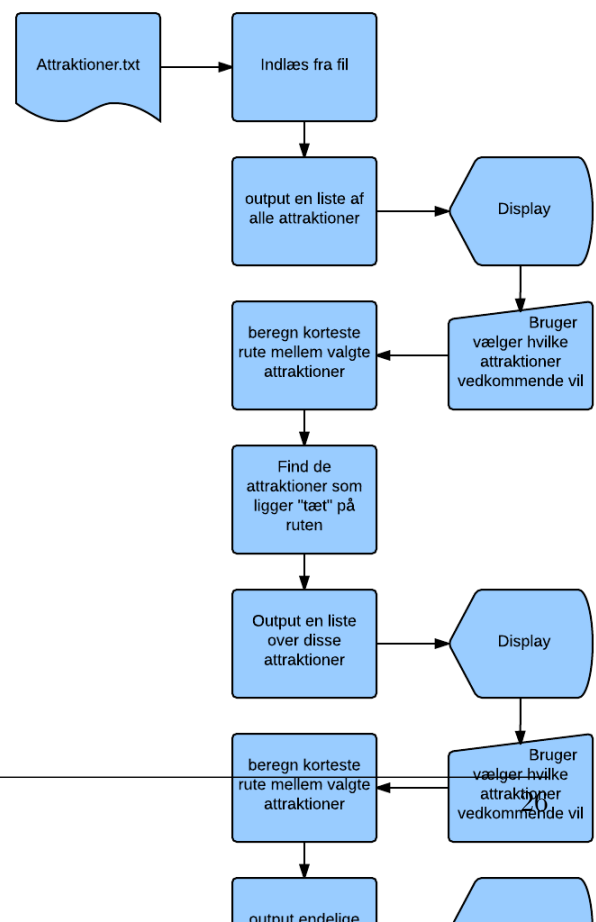 Attraktioner.txt
Indlæs fra fil
output en liste af
alle attraktioner
Display
Bruger
vælger hvilke
attraktioner
vedkommende vil
beregn korteste
rute mellem valgte
attraktioner
Find de
attraktioner som
ligger "tæt" på
ruten
Output en liste
over disse
attraktioner
Display
Bruger
vælger hvilke
attraktioner
vedkommende vil
26
beregn korteste
rute mellem valgte
attraktioner
output endelige